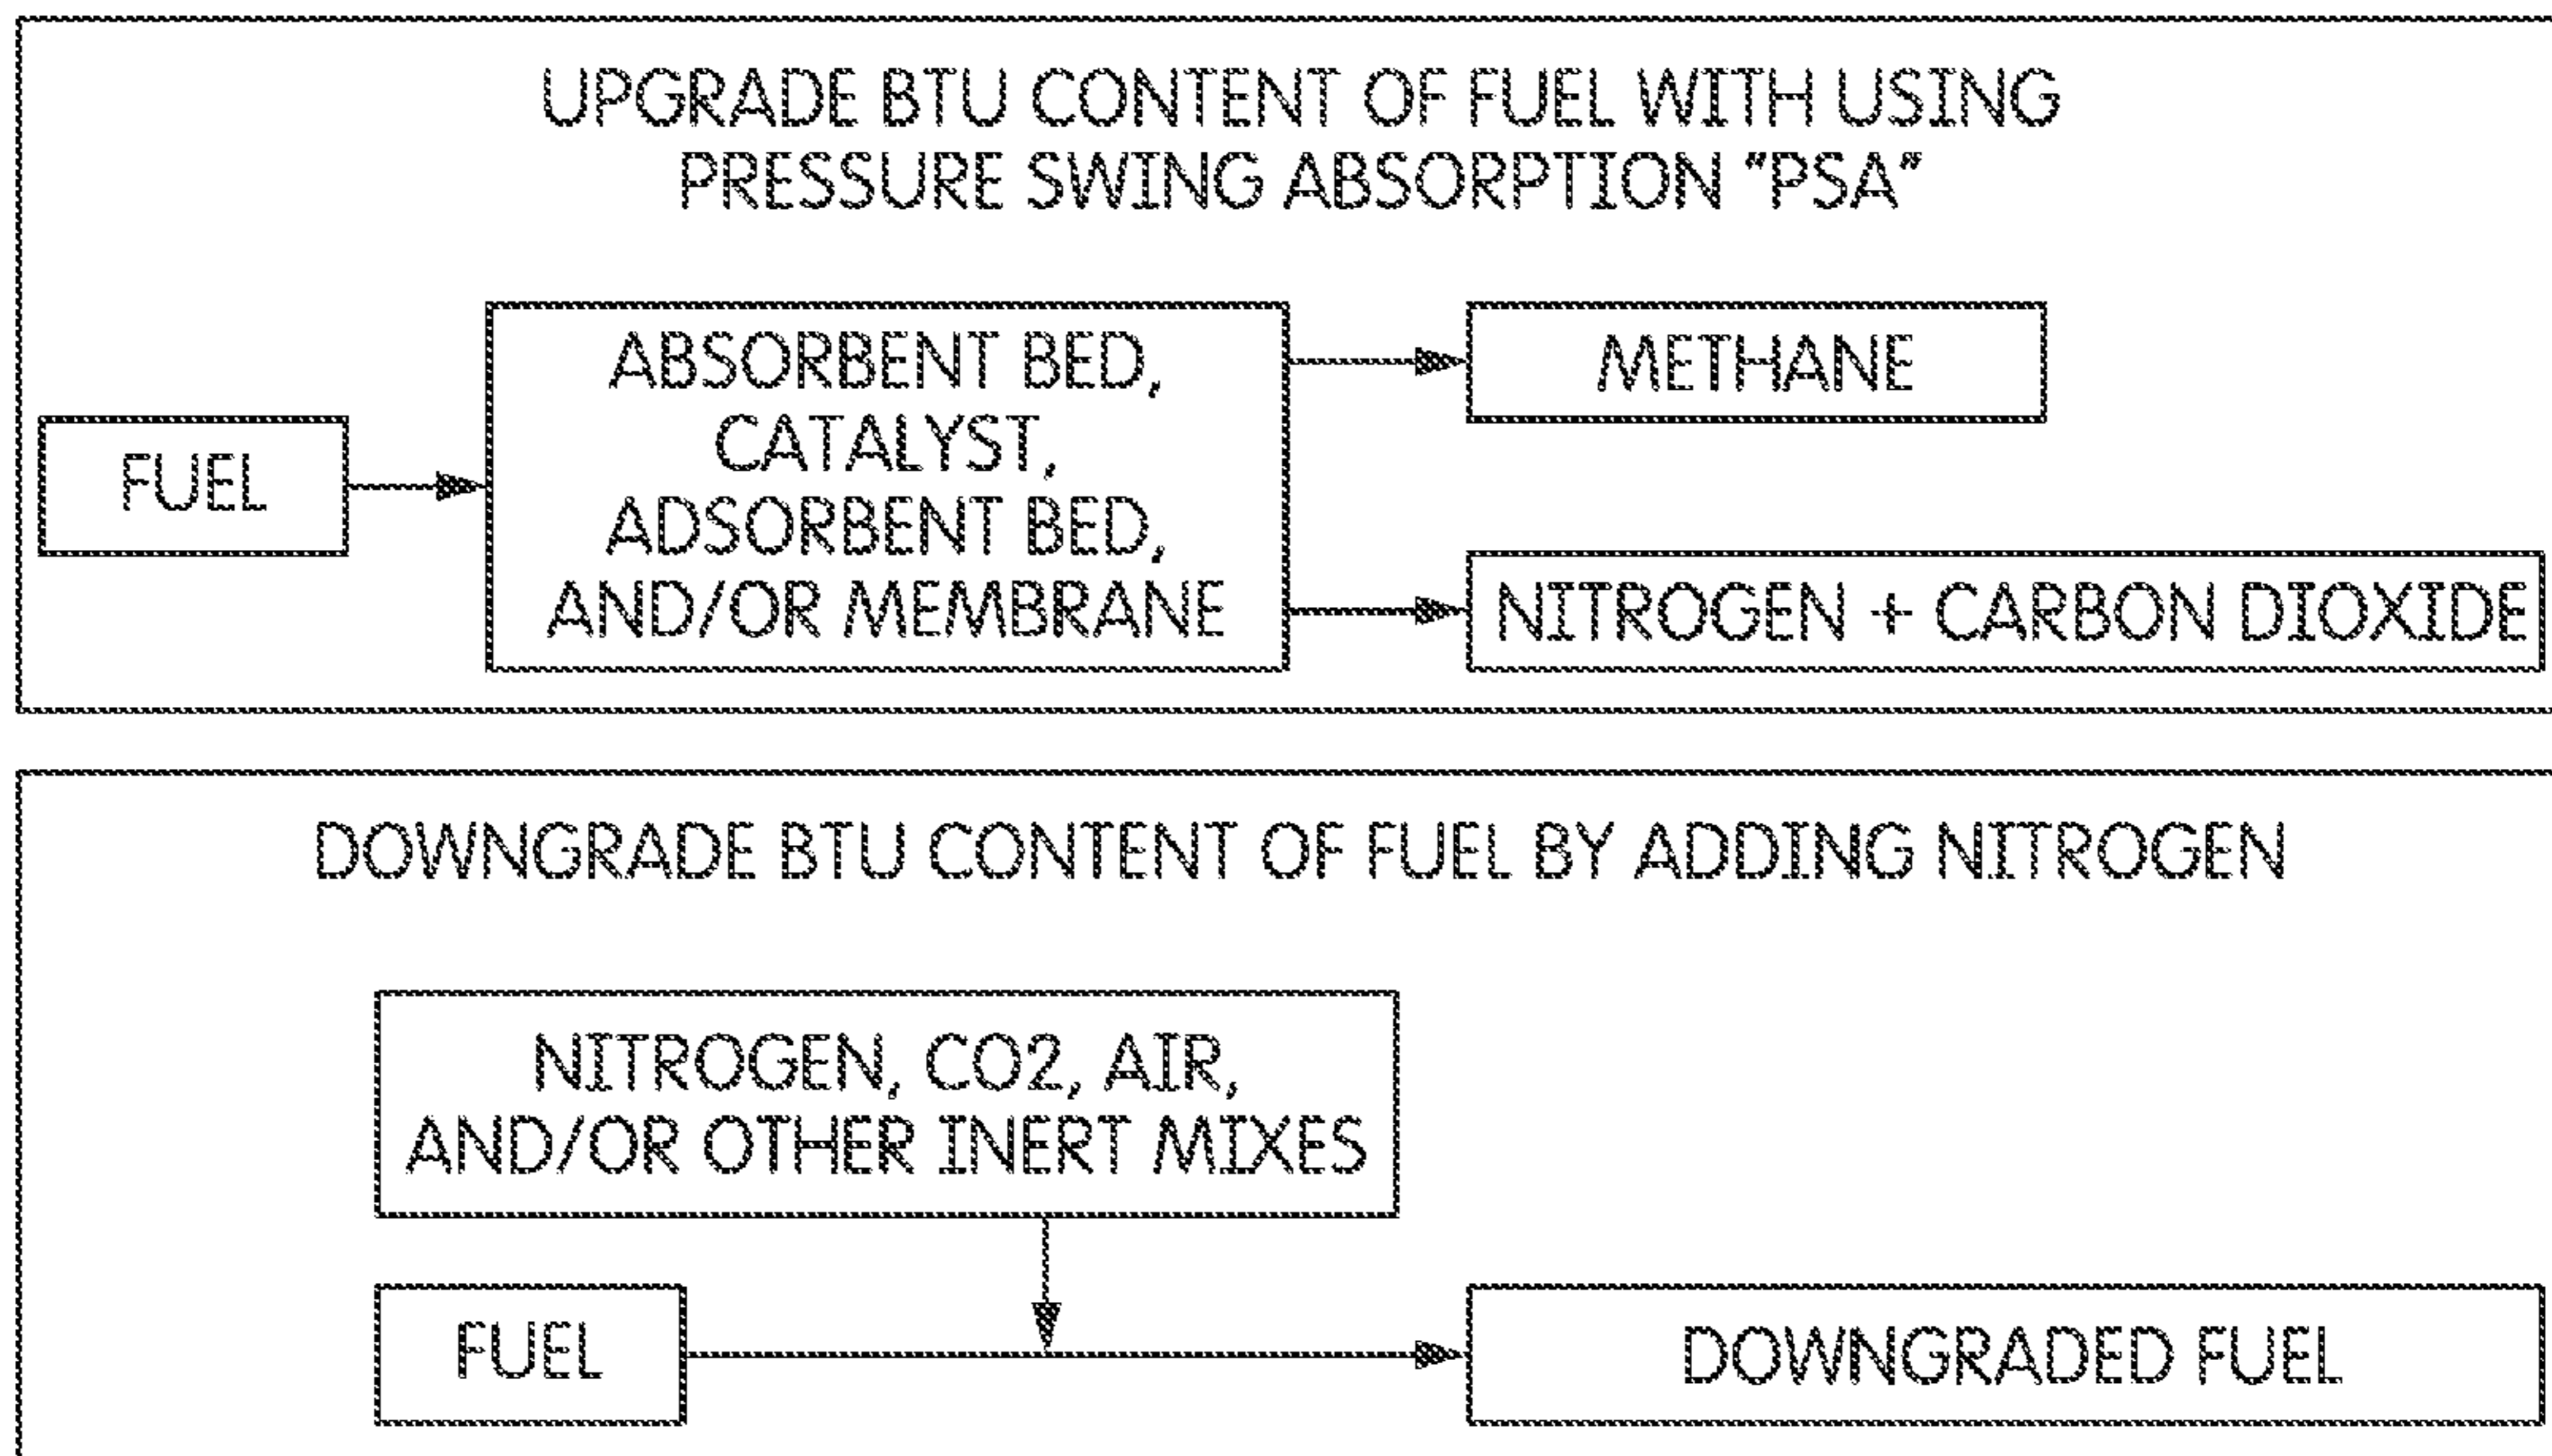 UPGRADE BTU CONTENT OF FUEL WITH USING
PRESSURE SWING ABSORPTION "PSA"
FUEL
ABSORBENT BED,
CATALYST,
ADSORBENT BED,
AND/OR MEMBRANE
METHANE
NITROGEN + CARBON DIOXIDE
DOWNGRADE BTU CONTENT OF FUEL BY ADDING NITROGEN
NITROGEN, CO2, AIR,
AND/OR OTHER INERT MIXES
FUEL
DOWNGRADED FUEL